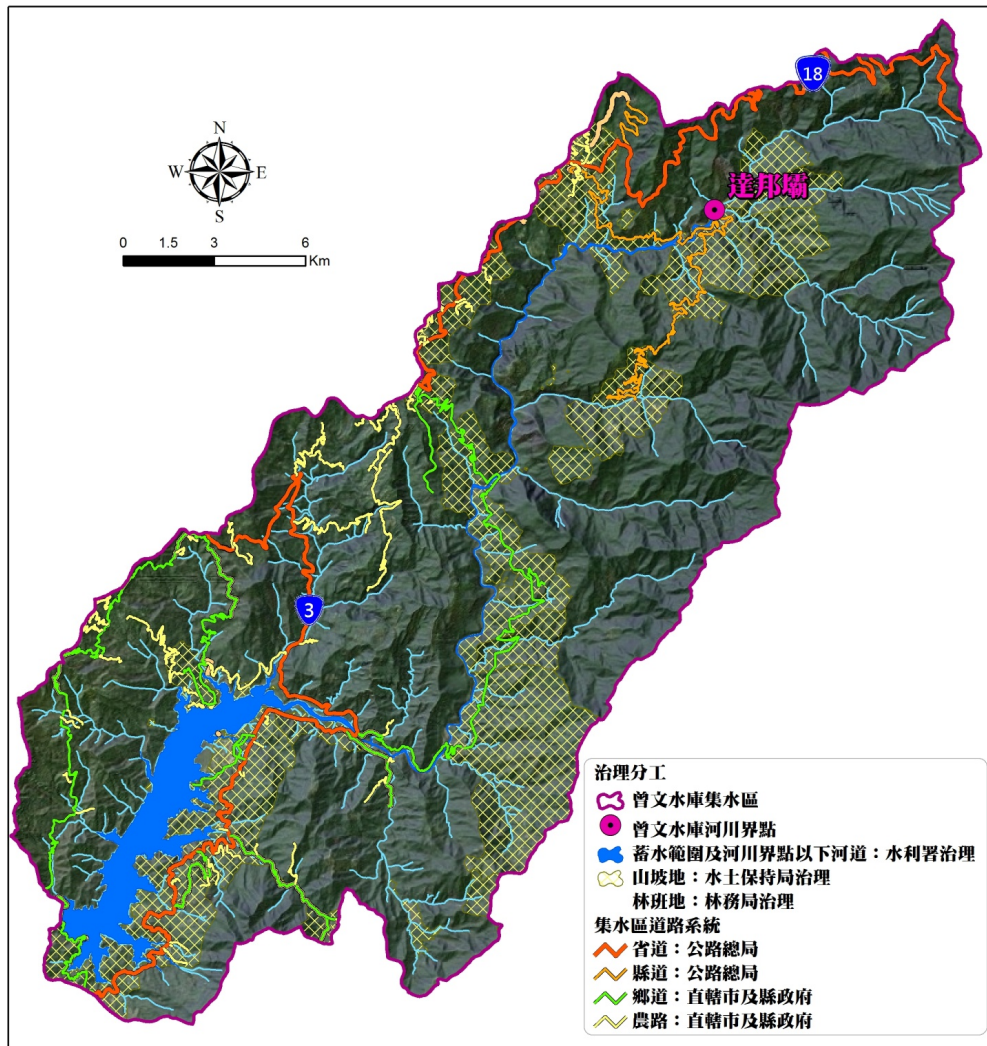 18
N
W E
S
達邦壩
0 1.5 3 6
Km
3
治理分工
曾文水庫集水區
曾文水庫河川界點
蓄水範圍及河川界點以下河道：水利署治理
山坡地：水土保持局治理
林班地：林務局治理
集水區道路系統
省道：公路總局
縣道：公路總局
鄉道：直轄市及縣政府
農路：直轄市及縣政府